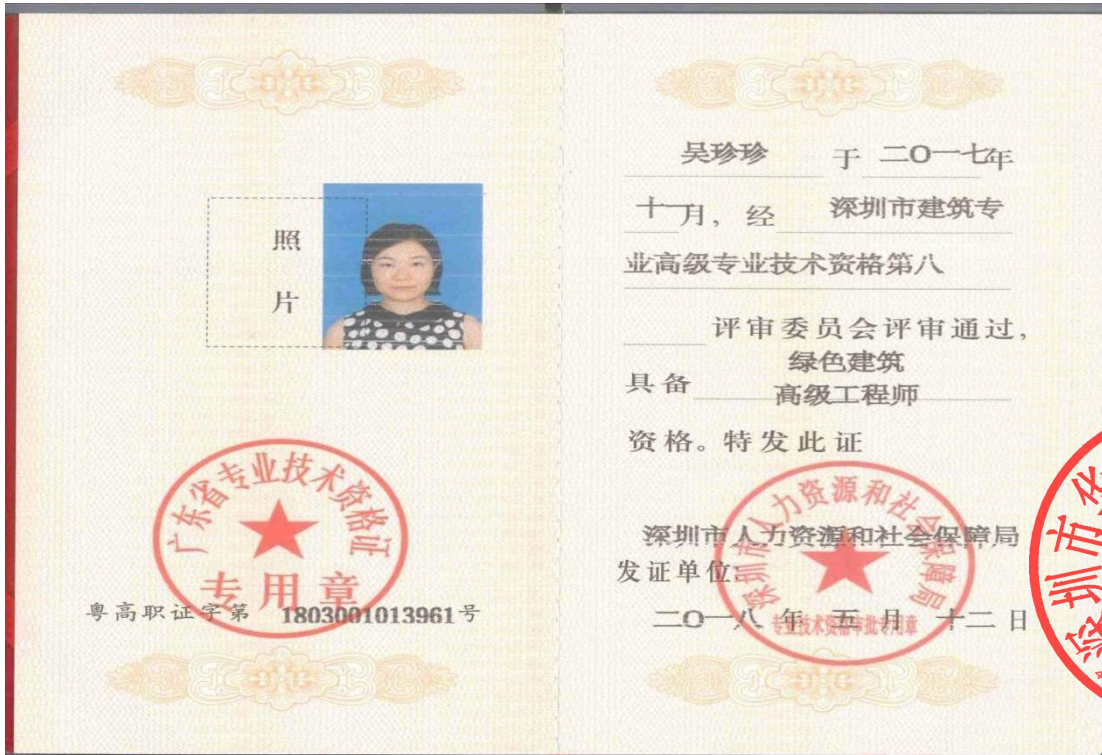 照
片
广东省专业技术资格证
专用章
粤高职证字第 1803001013961号
吴珍珍 于 二〇一七年
十一月，经 深圳市建筑专
业高级专业技术资格第八
评审委员会评审通过，
绿色建筑
具备
高级工程师
资格。特发此证
深圳市人力资源和社会保障局
深圳市人力资源和社会保障局
发证单位:
二〇一八 年 五 月 十二 日
专业技术资格审批专用章
深圳市华